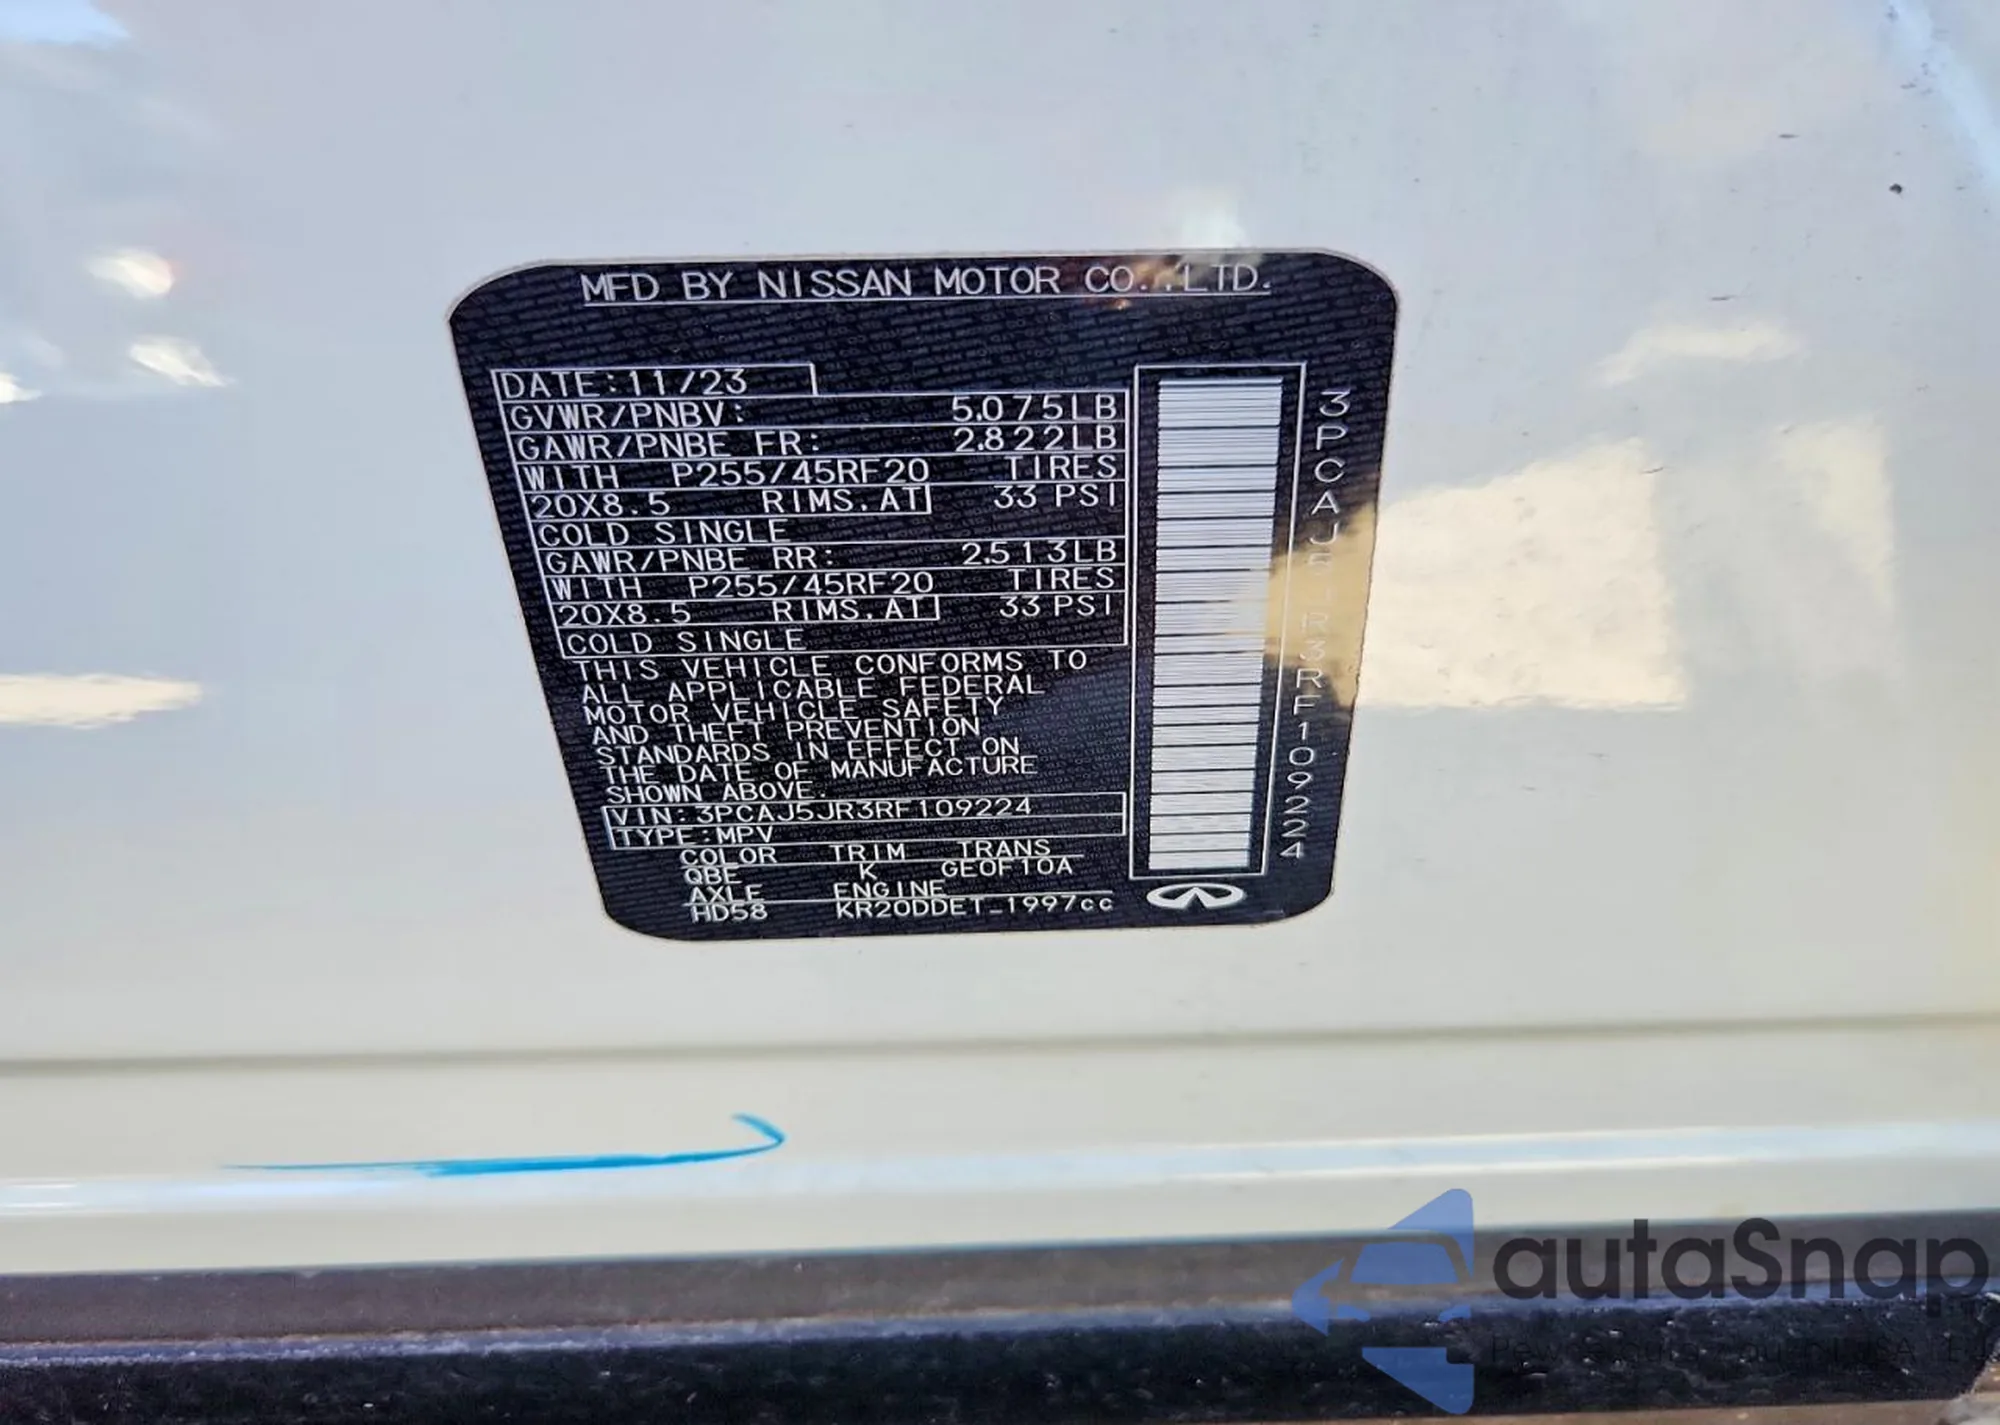 MFD BY NISSAN MOTOR CO.,LTD.
DATE:11/23
GVWR/PNBV: 5,075LB
GAWR/PNBE FR: 2,822LB
WITH P255/45RF20 TIRES
20X8.5 RIMS,AT 33 PSI
COLD SINGLE
GAWR/PNBE RR: 2,513LB
WITH P255/45RF20 TIRES
20X8.5 RIMS,AT 33 PSI
COLD SINGLE
THIS VEHICLE CONFORMS TO
ALL APPLICABLE FEDERAL
MOTOR VEHICLE SAFETY
AND THEFT PREVENTION
STANDARDS IN EFFECT ON
THE DATE OF MANUFACTURE
SHOWN ABOVE.
VIN:3PCAJ5JR3RF109224
TYPE:MPV
COLOR TRIM TRANS
QBE K GE0F10A
AXLE ENGINE
HD58 KR20DDET_1997cc
3PCAJ5JR3RF109224
autaSnap